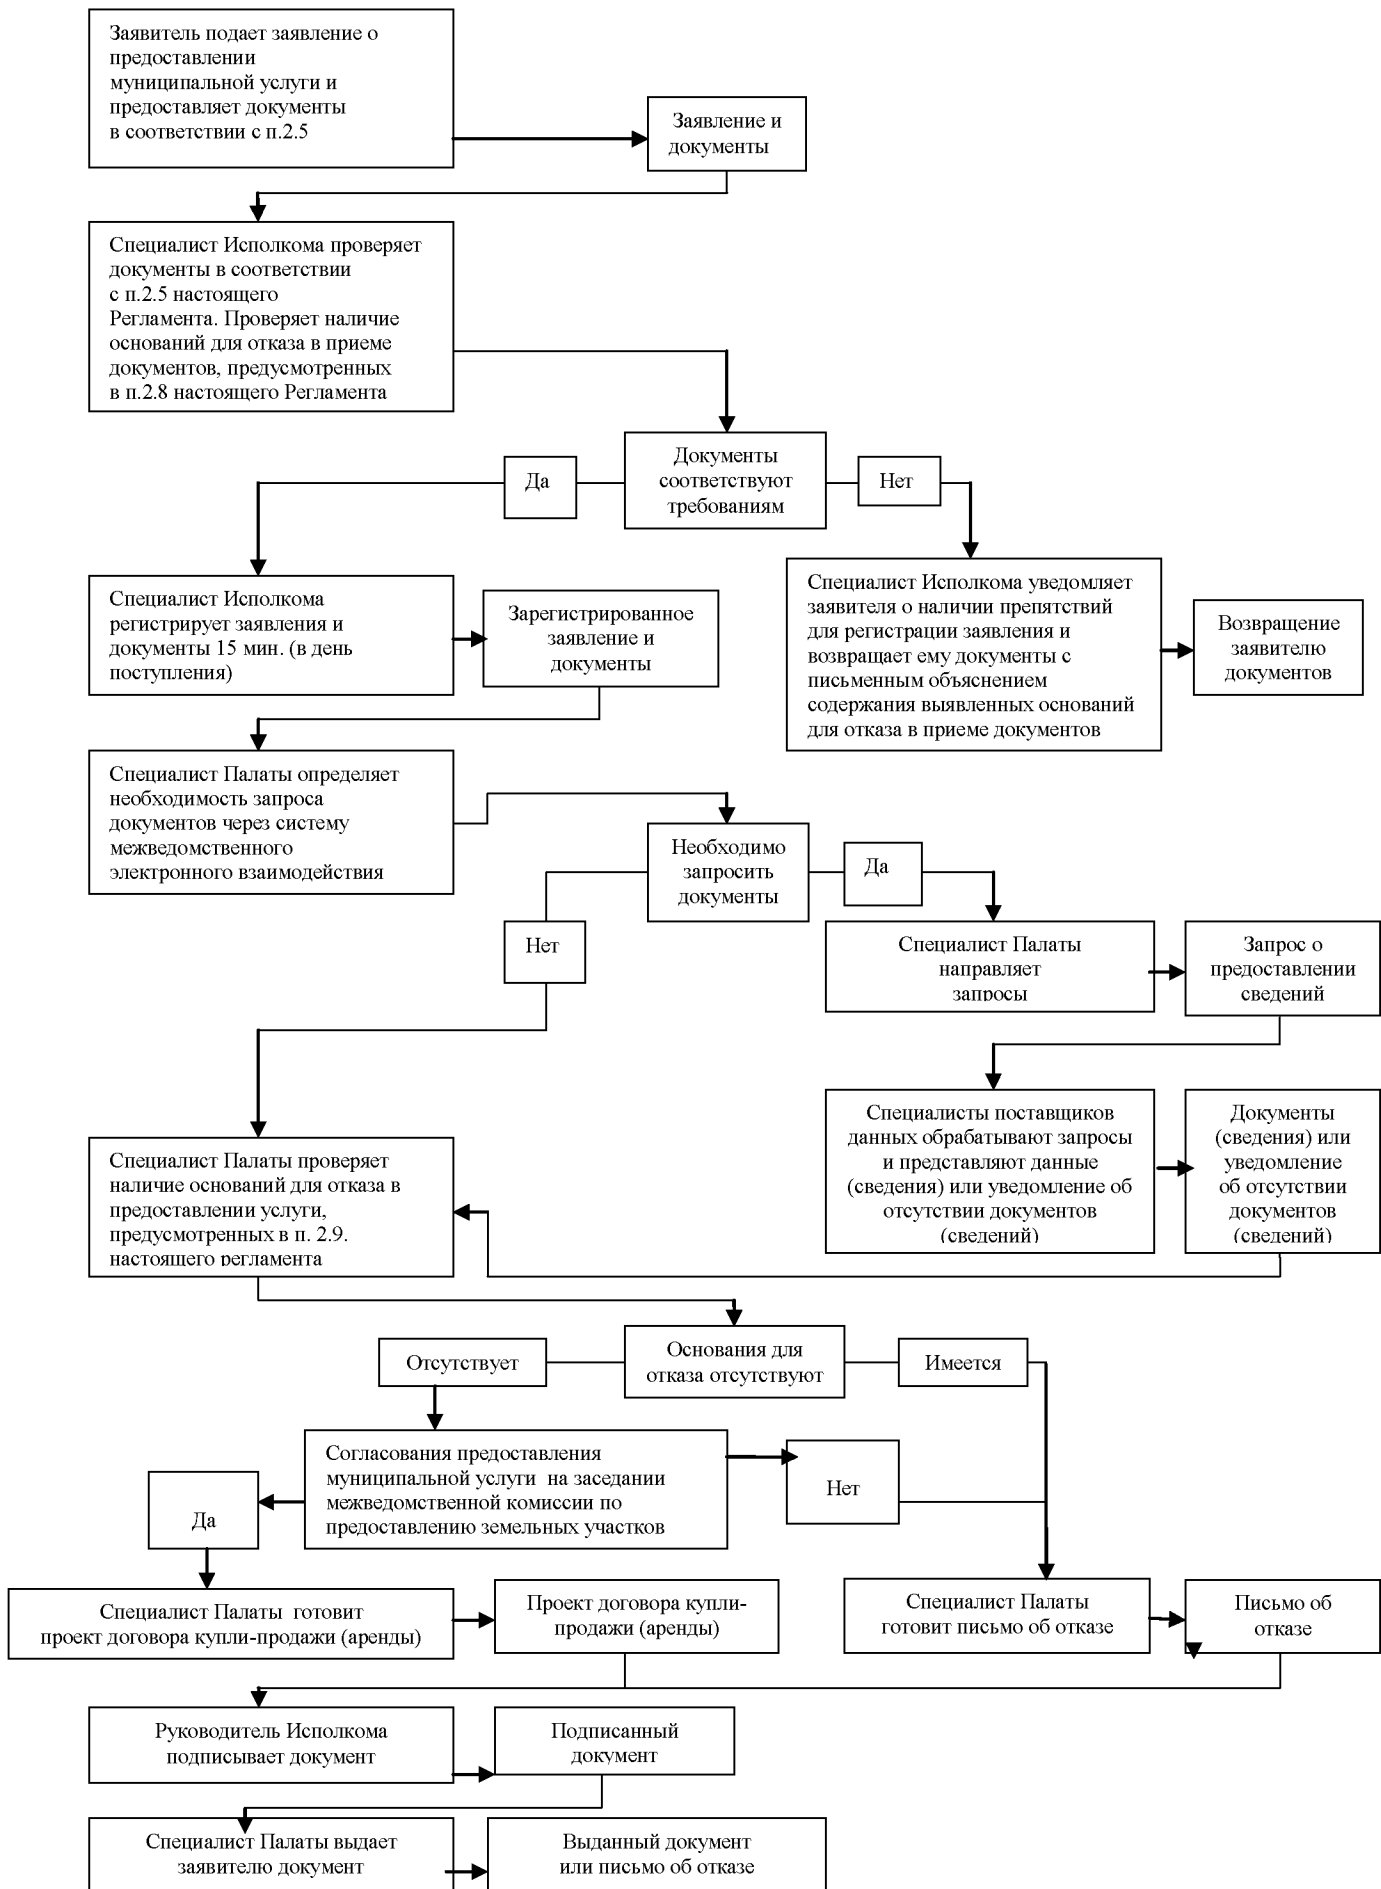 Заявитель подает заявление о
предоставлении
муниципальной услуги и
предоставляет документы
в соответствии с п.2.5
Заявление и
документы
Специалист Исполкома проверяет
документы в соответствии
с п.2.5 настоящего
Регламента. Проверяет наличие
оснований для отказа в приеме
документов, предусмотренных
в п.2.8 настоящего Регламента
Документы
соответствуют
требованиям
Да
Нет
Специалист Исполкома
регистрирует заявления и
документы 15 мин. (в день
поступления)
Зарегистрированное
заявление и
документы
Специалист Исполкома уведомляет
заявителя о наличии препятствий
для регистрации заявления и
возвращает ему документы с
письменным объяснением
содержания выявленных оснований
для отказа в приеме документов
Возвращение
заявителю
документов
Специалист Палаты определяет
необходимость запроса
документов через систему
межведомственного
электронного взаимодействия
Необходимо
запросить
документы
Да
Нет
Специалист Палаты
направляет
запросы
Запрос о
предоставлении
сведений
Специалисты поставщиков
данных обрабатывают запросы
и представляют данные
(сведения) или уведомление об
отсутствии документов
(сведений)
Документы
(сведения) или
уведомление
об отсутствии
документов
(сведений)
Специалист Палаты проверяет
наличие оснований для отказа в
предоставлении услуги,
предусмотренных в п. 2.9.
настоящего регламента
Отсутствует
Основания для
отказа отсутствуют
Имеется
Согласования предоставления
муниципальной услуги на заседании
межведомственной комиссии по
предоставлению земельных участков
Нет
Да
Специалист Палаты готовит
проект договора купли-продажи (аренды)
Проект договора купли-
продажи (аренды)
Специалист Палаты
готовит письмо об отказе
Письмо об
отказе
Руководитель Исполкома
подписывает документ
Подписанный
документ
Специалист Палаты выдает
заявителю документ
Выданный документ
или письмо об отказе